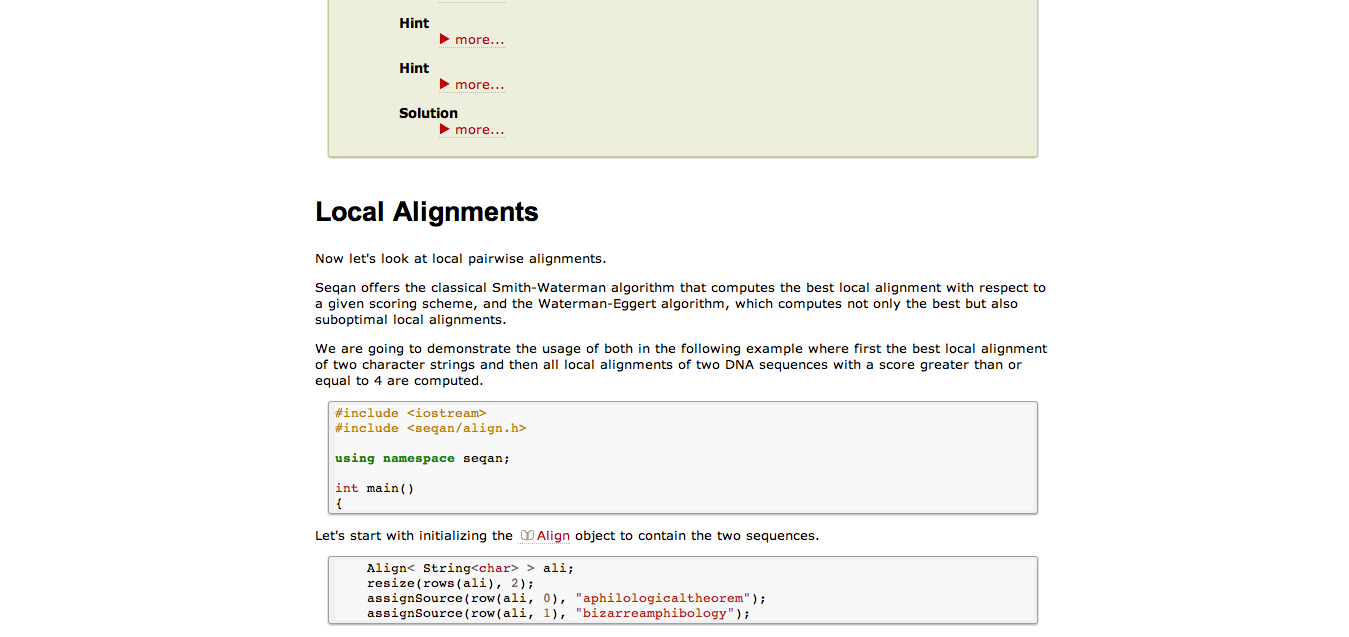 Hint
▶ more...
Hint
▶ more...
Solution
▶ more...
Local Alignments
Now let's look at local pairwise alignments.
Seqan offers the classical Smith-Waterman algorithm that computes the best local alignment with respect to
a given scoring scheme, and the Waterman-Eggert algorithm, which computes not only the best but also
suboptimal local alignments.
We are going to demonstrate the usage of both in the following example where first the best local alignment
of two character strings and then all local alignments of two DNA sequences with a score greater than or
equal to 4 are computed.
#include <iostream>
#include <seqan/align.h>
using namespace seqan;
int main()
{
Let's start with initializing the Align object to contain the two sequences.
Align< String<char> > ali;
resize(rows(ali), 2);
assignSource(row(ali, 0), "aphilologicaltheorem");
assignSource(row(ali, 1), "bizarreamphibology");